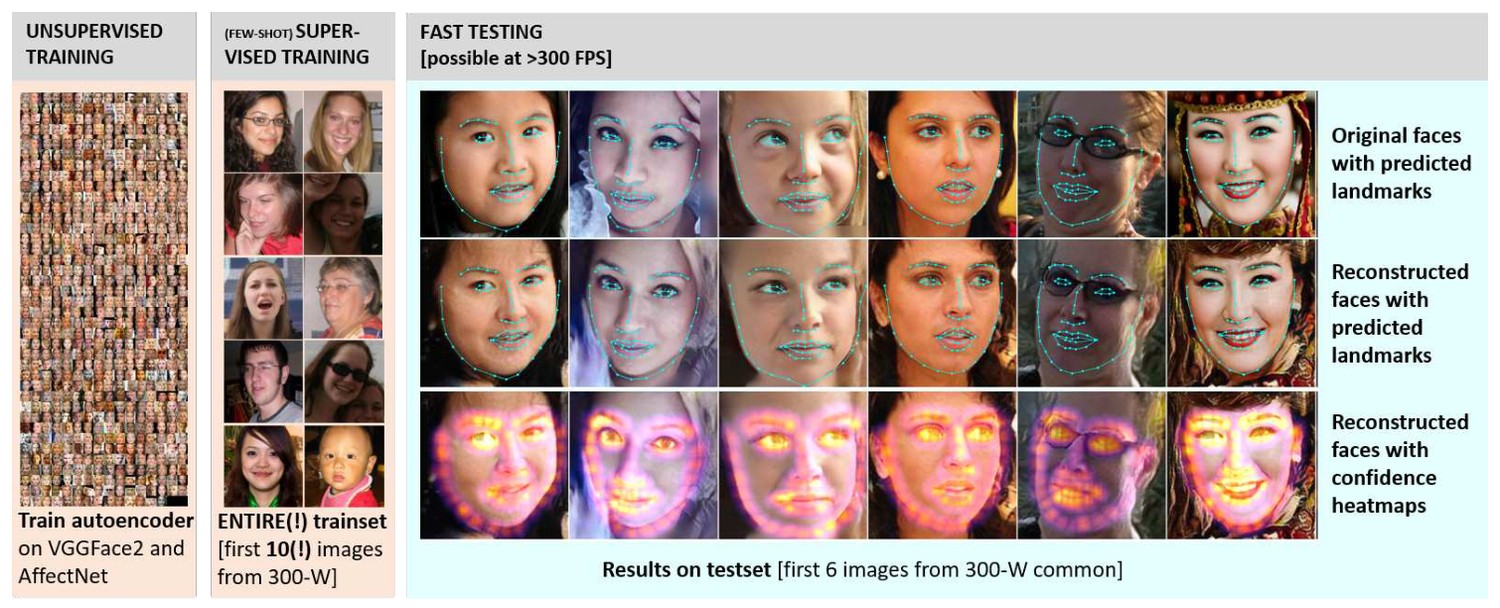 UNSUPERVISED
TRAINING
(FEW-SHOT) SUPER-
VISED TRAINING
FAST TESTING
[possible at >300 FPS]
Train autoencoder
on VGGFace2 and
AffectNet
ENTIRE(!) trainset
[first 10(!) images
from 300-W]
Original faces
with predicted
landmarks
Reconstructed
faces with
predicted
landmarks
Reconstructed
faces with
confidence
heatmaps
Results on testset [first 6 images from 300-W common]